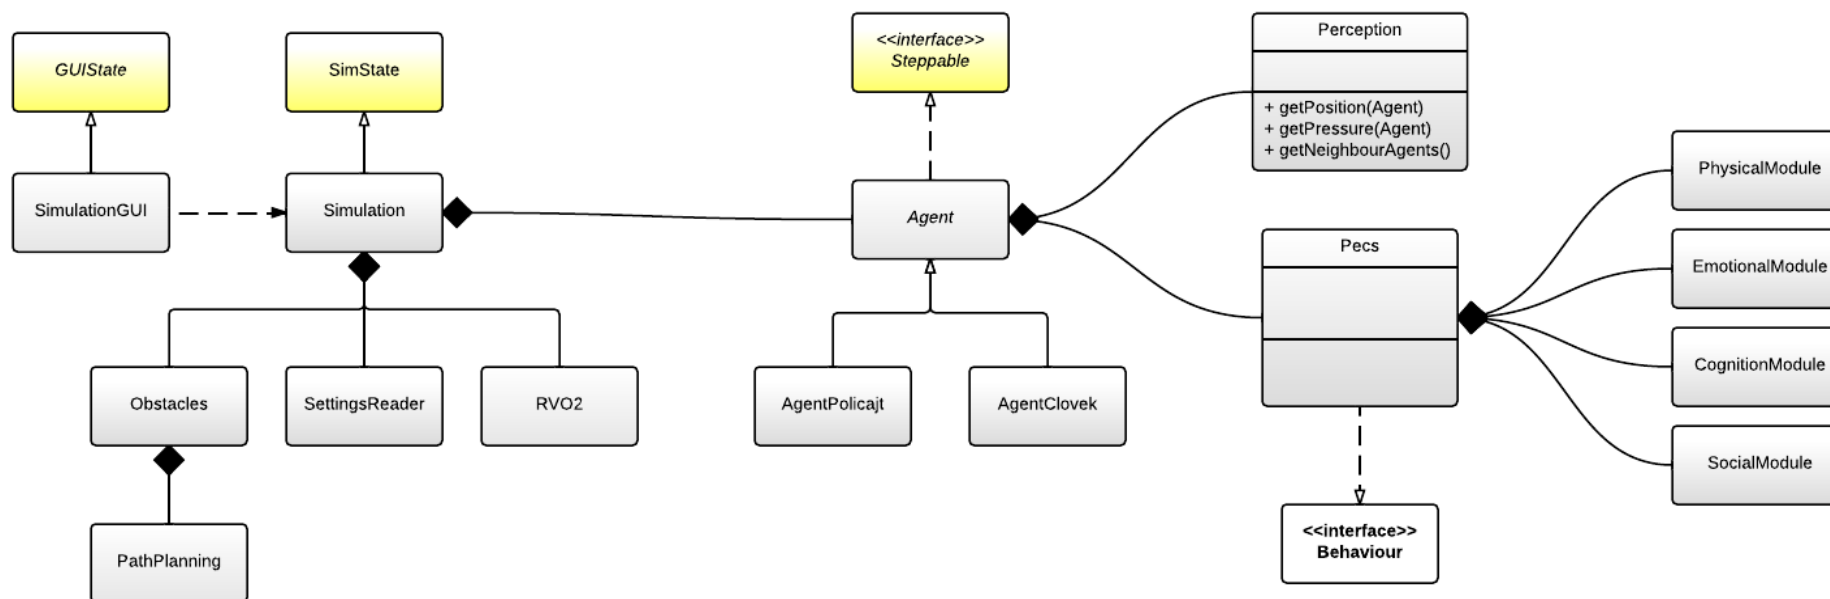 GUIState
SimState
<<interface>>
Steppable
Perception
+ getPosition(Agent)
+ getPressure(Agent)
+ getNeighbourAgents()
SimulationGUI
Simulation
Agent
Pecs
PhysicalModule
EmotionalModule
CognitionModule
SocialModule
Obstacles
SettingsReader
RVO2
AgentPolicajt
AgentClovek
<<interface>>
Behaviour
PathPlanning